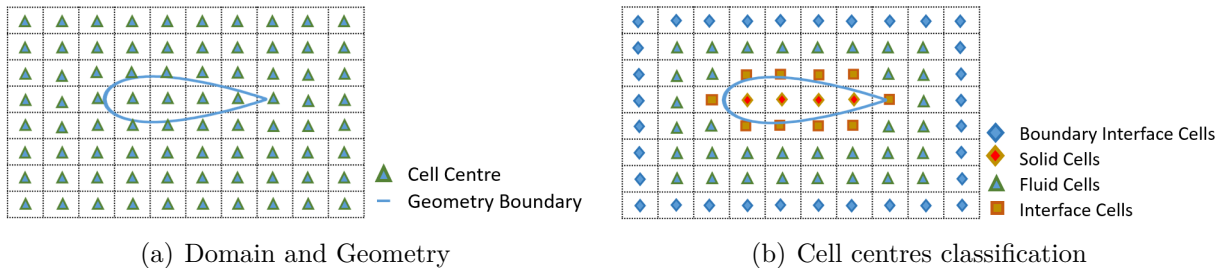 Cell Centre
Geometry Boundary
(a) Domain and Geometry
Boundary Interface Cells
Solid Cells
Fluid Cells
Interface Cells
(b) Cell centres classification